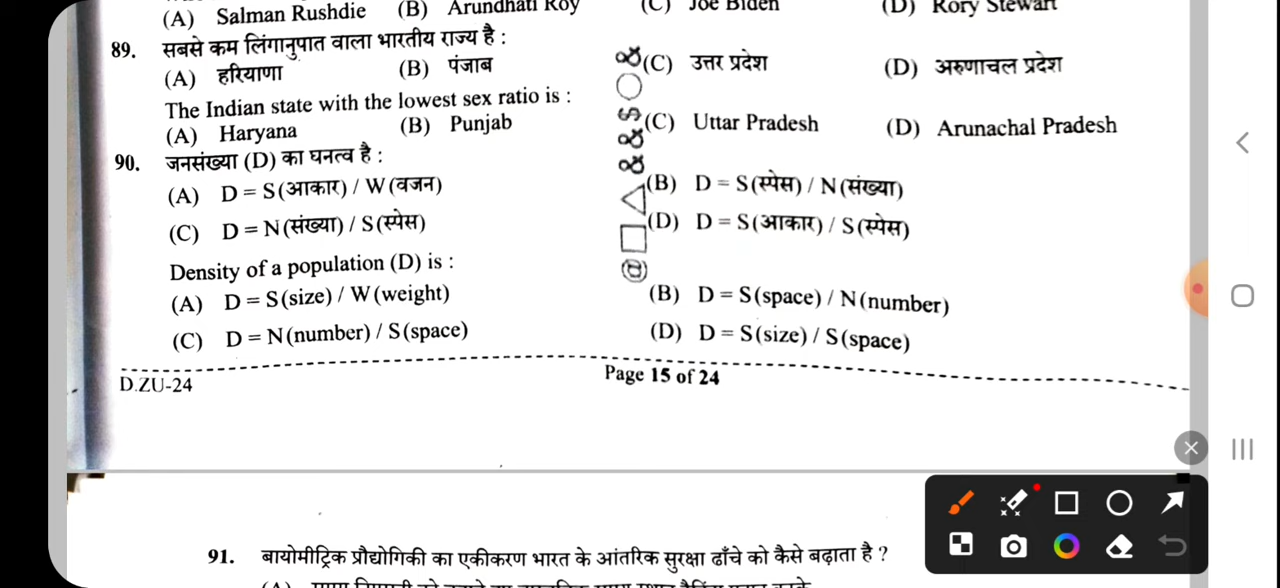 (A) Salman Rushdie (B) Arundhati Roy (C) Joe Biden (D) Rory Stewart
89. सबसे कम लिंगानुपात वाला भारतीय राज्य है :
(A) हरियाणा (B) पंजाब (C) उत्तर प्रदेश (D) अरुणाचल प्रदेश
The Indian state with the lowest sex ratio is :
(A) Haryana (B) Punjab (C) Uttar Pradesh (D) Arunachal Pradesh
90. जनसंख्या (D) का घनत्व है :
(A) D = S(आकार) / W(वजन) (B) D = S(स्पेस) / N(संख्या)
(C) D = N(संख्या) / S(स्पेस) (D) D = S(आकार) / S(स्पेस)
Density of a population (D) is :
(A) D = S(size) / W(weight) (B) D = S(space) / N(number)
(C) D = N(number) / S(space) (D) D = S(size) / S(space)
D.ZU-24 Page 15 of 24
91. बायोमीट्रिक प्रौद्योगिकी का एकीकरण भारत के आंतरिक सुरक्षा ढाँचे को कैसे बढ़ाता है ?